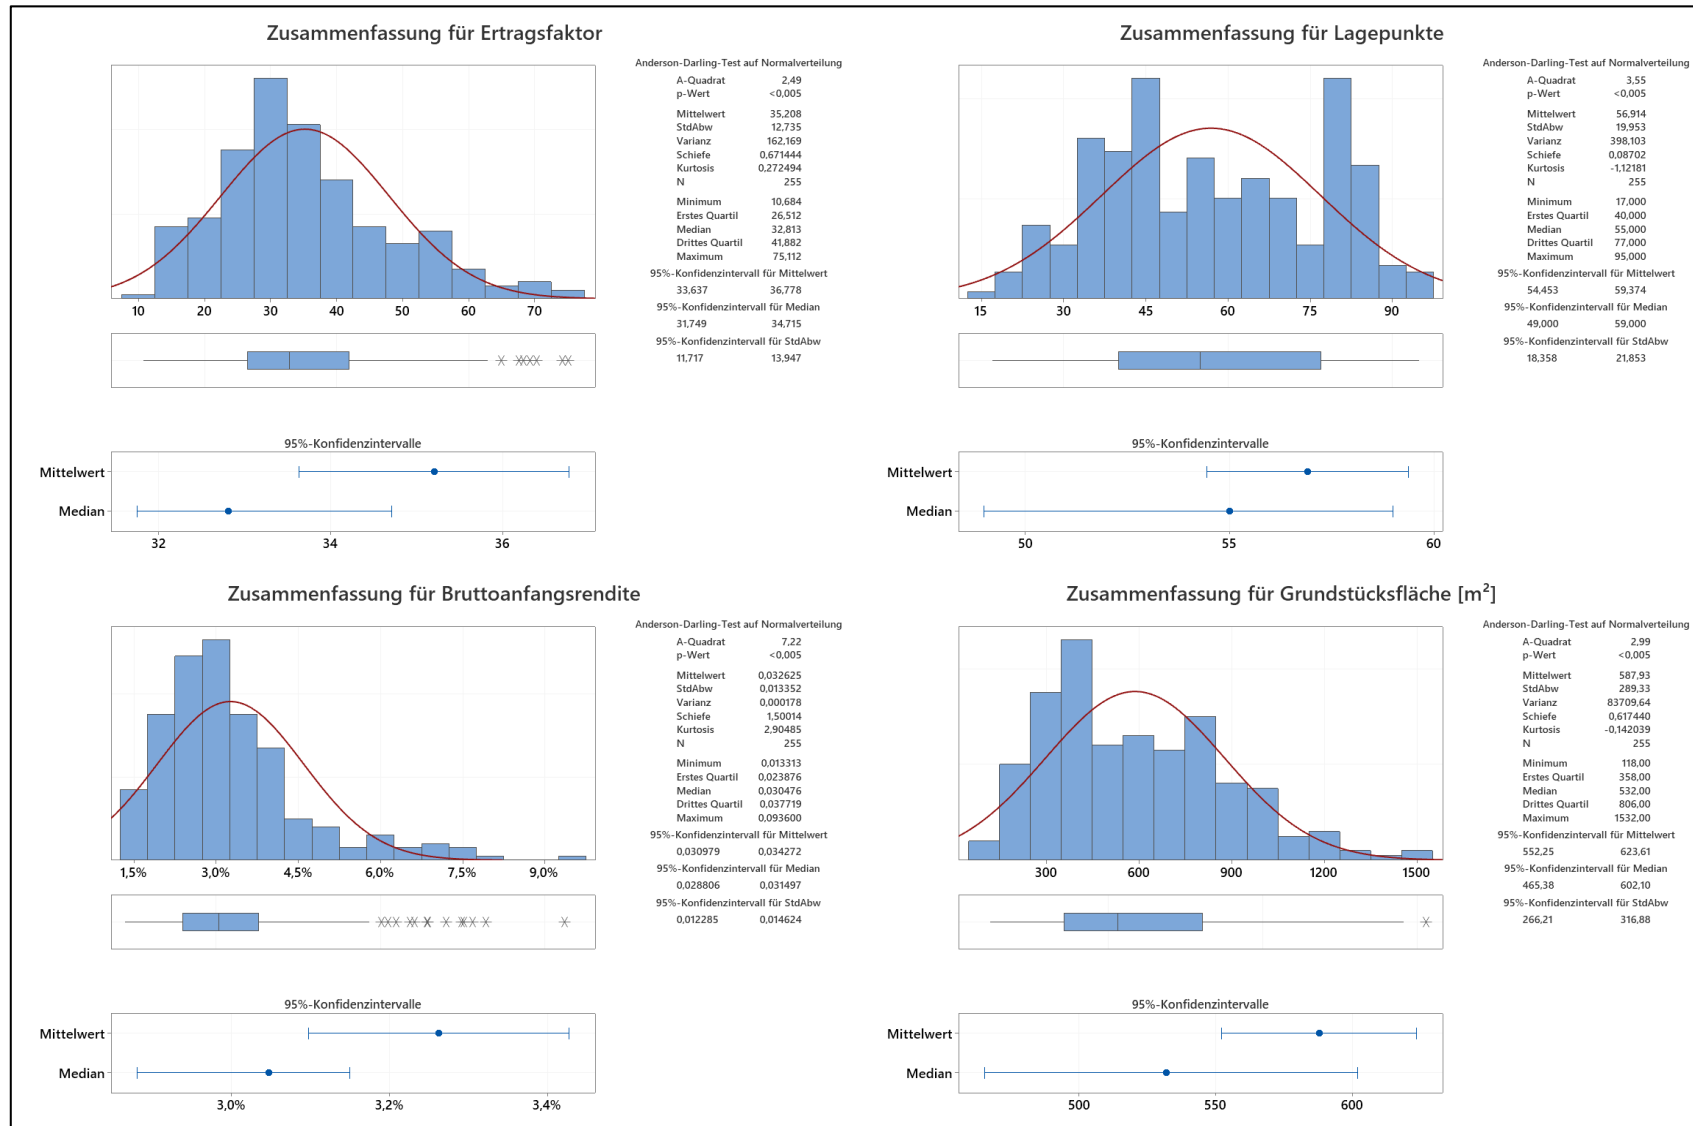 Zusammenfassung für Ertragsfaktor
Anderson-Darling-Test auf Normalverteilung
A-Quadrat 2,49
p-Wert <0,005
Mittelwert 35,208
StdAbw 12,735
Varianz 162,169
Schiefe 0,671444
Kurtosis 0,272494
N 255
Minimum 10,684
Erstes Quartil 26,512
Median 32,813
Drittes Quartil 41,882
Maximum 75,112
95%-Konfidenzintervall für Mittelwert
33,637 36,778
95%-Konfidenzintervall für Median
31,749 34,715
95%-Konfidenzintervall für StdAbw
11,717 13,947
10 20 30 40 50 60 70
95%-Konfidenzintervalle
Mittelwert
Median
32 34 36
Zusammenfassung für Lagepunkte
Anderson-Darling-Test auf Normalverteilung
A-Quadrat 3,55
p-Wert <0,005
Mittelwert 56,914
StdAbw 19,953
Varianz 398,103
Schiefe 0,08702
Kurtosis -1,12181
N 255
Minimum 17,000
Erstes Quartil 40,000
Median 55,000
Drittes Quartil 77,000
Maximum 95,000
95%-Konfidenzintervall für Mittelwert
54,453 59,374
95%-Konfidenzintervall für Median
49,000 59,000
95%-Konfidenzintervall für StdAbw
18,358 21,853
15 30 45 60 75 90
95%-Konfidenzintervalle
Mittelwert
Median
50 55 60
Zusammenfassung für Bruttoanfangsrendite
Anderson-Darling-Test auf Normalverteilung
A-Quadrat 7,22
p-Wert <0,005
Mittelwert 0,032625
StdAbw 0,013352
Varianz 0,000178
Schiefe 1,50014
Kurtosis 2,90485
N 255
Minimum 0,013313
Erstes Quartil 0,023876
Median 0,030476
Drittes Quartil 0,037719
Maximum 0,093600
95%-Konfidenzintervall für Mittelwert
0,030979 0,034272
95%-Konfidenzintervall für Median
0,028806 0,031497
95%-Konfidenzintervall für StdAbw
0,012285 0,014624
1,5% 3,0% 4,5% 6,0% 7,5% 9,0%
95%-Konfidenzintervalle
Mittelwert
Median
3,0% 3,2% 3,4%
Zusammenfassung für Grundstücksfläche [m²]
Anderson-Darling-Test auf Normalverteilung
A-Quadrat 2,99
p-Wert <0,005
Mittelwert 587,93
StdAbw 289,33
Varianz 83709,64
Schiefe 0,617440
Kurtosis -0,142039
N 255
Minimum 118,00
Erstes Quartil 358,00
Median 532,00
Drittes Quartil 806,00
Maximum 1532,00
95%-Konfidenzintervall für Mittelwert
552,25 623,61
95%-Konfidenzintervall für Median
465,38 602,10
95%-Konfidenzintervall für StdAbw
266,21 316,88
300 600 900 1200 1500
95%-Konfidenzintervalle
Mittelwert
Median
500 550 600